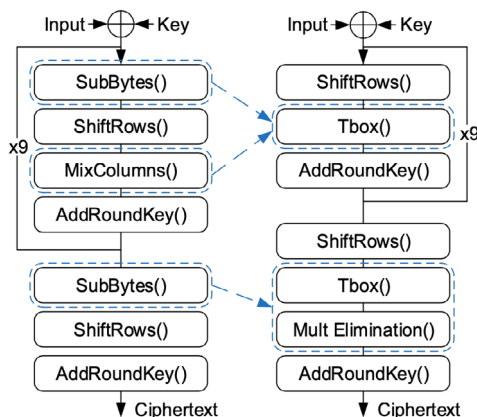 Input Key
SubBytes()
ShiftRows()
x9
MixColumns()
AddRoundKey()
SubBytes()
ShiftRows()
AddRoundKey()
Ciphertext
Input Key
ShiftRows()
Tbox()
x9
AddRoundKey()
ShiftRows()
Tbox()
Mult Elimination()
AddRoundKey()
Ciphertext